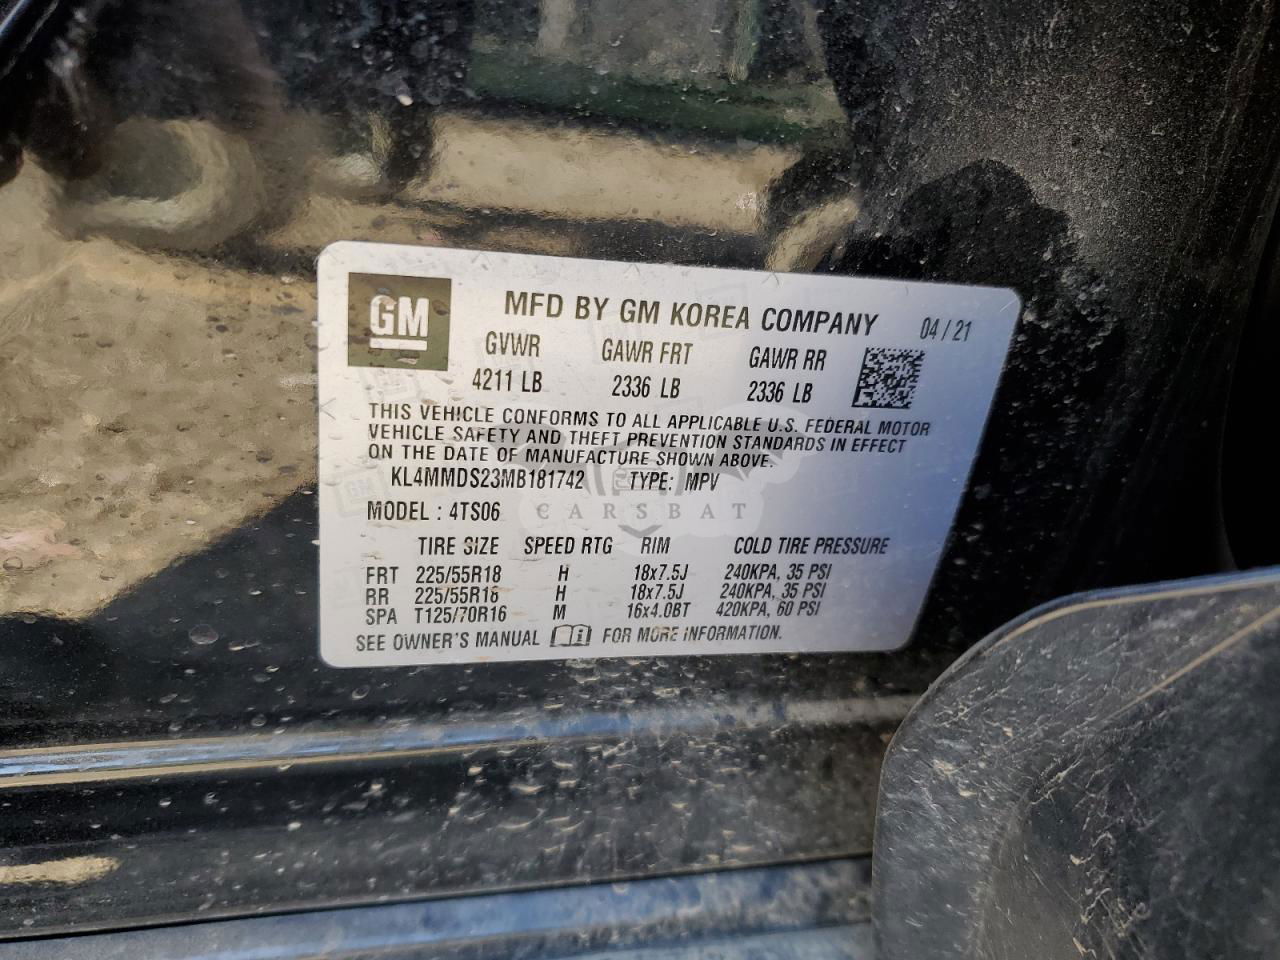 GM
MFD BY GM KOREA COMPANY 04/21
GVWR GAWR FRT GAWR RR
4211 LB 2336 LB 2336 LB
THIS VEHICLE CONFORMS TO ALL APPLICABLE U.S. FEDERAL MOTOR
VEHICLE SAFETY AND THEFT PREVENTION STANDARDS IN EFFECT
ON THE DATE OF MANUFACTURE SHOWN ABOVE.
KL4MMDS23MB181742 TYPE: MPV
MODEL : 4TS06
CARSBAT
TIRE SIZE SPEED RTG RIM COLD TIRE PRESSURE
FRT 225/55R18 H 18x7.5J 240KPA, 35 PSI
RR 225/55R18 H 18x7.5J 240KPA, 35 PSI
SPA T125/70R16 M 16x4.0BT 420KPA, 60 PSI
SEE OWNER'S MANUAL FOR MORE INFORMATION.